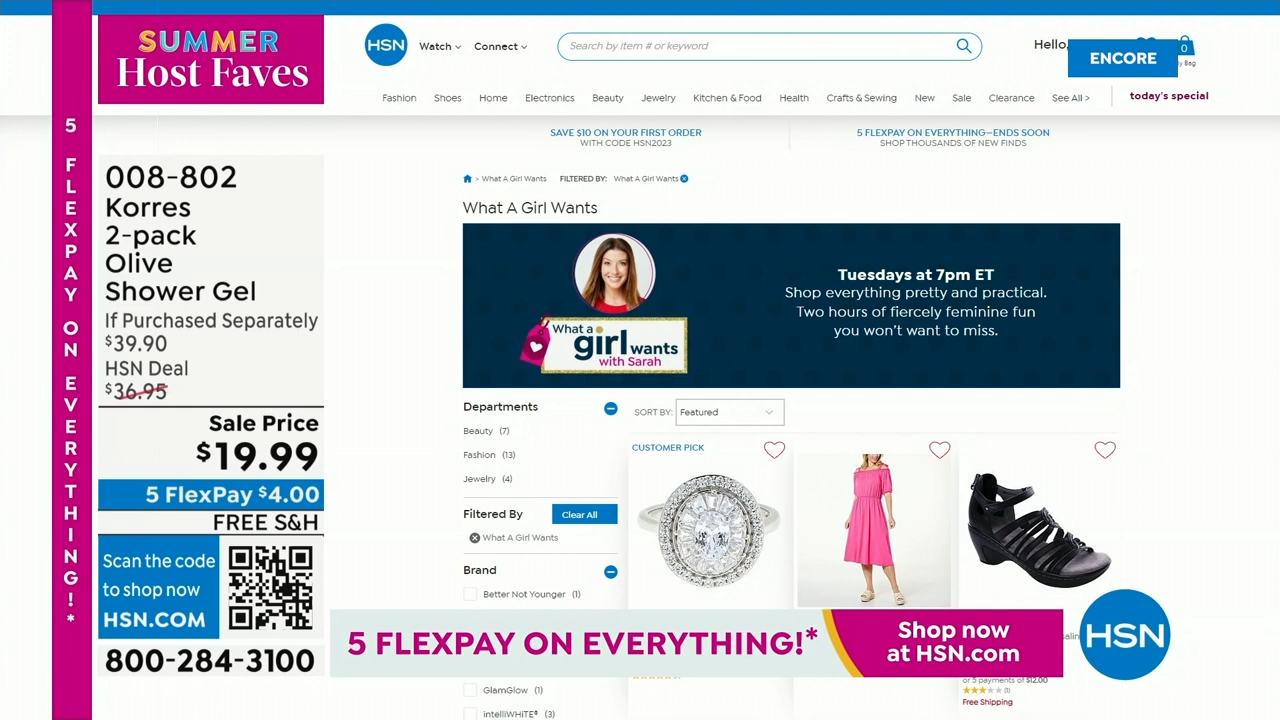 SUMMER
Host Faves
5 FLEXPAY ON EVERYTHING!*
008-802
Korres
2-pack
Olive
Shower Gel
If Purchased Separately
$39.90
HSN Deal
$36.95
Sale Price
$19.99
5 FlexPay $4.00
FREE S&H
Scan the code
to shop now
HSN.COM
800-284-3100
HSN
Watch
Connect
Search by item # or keyword
Hello,
ENCORE
0
y Bag
Fashion Shoes Home Electronics Beauty Jewelry Kitchen & Food Health Crafts & Sewing New Sale Clearance See All > today's special
SAVE $10 ON YOUR FIRST ORDER
WITH CODE HSN2023
5 FLEXPAY ON EVERYTHING—ENDS SOON
SHOP THOUSANDS OF NEW FINDS
> What A Girl Wants FILTERED BY: What A Girl Wants
What A Girl Wants
What a
girl wants
with Sarah
Tuesdays at 7pm ET
Shop everything pretty and practical.
Two hours of fiercely feminine fun
you won't want to miss.
Departments
Beauty (7)
Fashion (13)
Jewelry (4)
Filtered By
Clear All
What A Girl Wants
Brand
Better Not Younger (1)
GlamGlow (1)
intelliWHiTE® (3)
SORT BY: Featured
CUSTOMER PICK
or 5 payments of $12.00
(1)
Free Shipping
5 FLEXPAY ON EVERYTHING!*
Shop now
at HSN.com
HSN